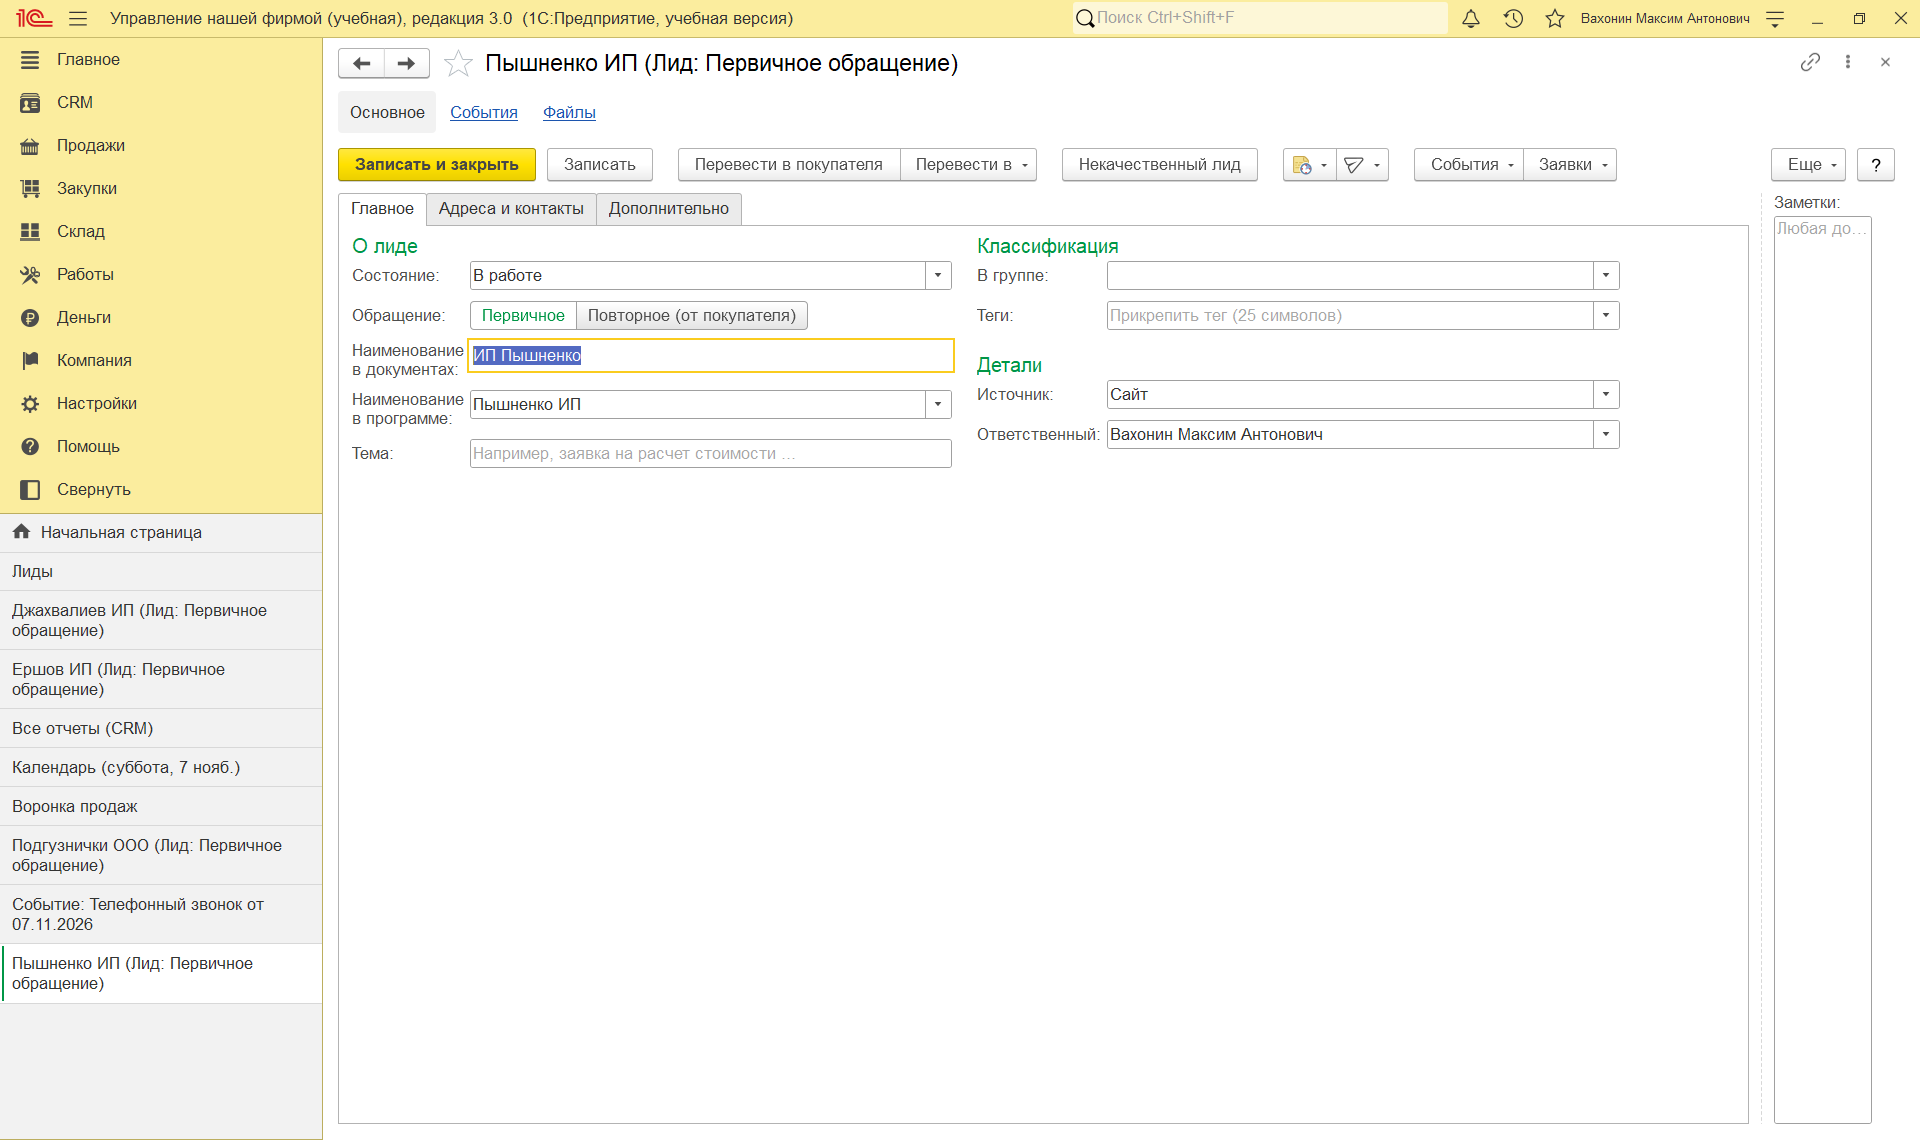 1С Управление нашей фирмой (учебная), редакция 3.0 (1С:Предприятие, учебная версия)
Поиск Ctrl+Shift+F
Вахонин Максим Антонович
Главное
CRM
Продажи
Закупки
Склад
Работы
Деньги
Компания
Настройки
Помощь
Свернуть
Начальная страница
Лиды
Джахвалиев ИП (Лид: Первичное
обращение)
Ершов ИП (Лид: Первичное
обращение)
Все отчеты (CRM)
Календарь (суббота, 7 нояб.)
Воронка продаж
Подгузнички ООО (Лид: Первичное
обращение)
Событие: Телефонный звонок от
07.11.2026
Пышненко ИП (Лид: Первичное
обращение)
Пышненко ИП (Лид: Первичное обращение)
Основное События Файлы
Записать и закрыть Записать Перевести в покупателя Перевести в Некачественный лид События Заявки Еще ?
Главное Адреса и контакты Дополнительно
О лиде
Состояние: В работе
Обращение: Первичное Повторное (от покупателя)
Наименование
в документах: ИП Пышненко
Наименование
в программе: Пышненко ИП
Тема: Например, заявка на расчет стоимости ...
Классификация
В группе:
Теги: Прикрепить тег (25 символов)
Детали
Источник: Сайт
Ответственный: Вахонин Максим Антонович
Заметки:
Любая до...